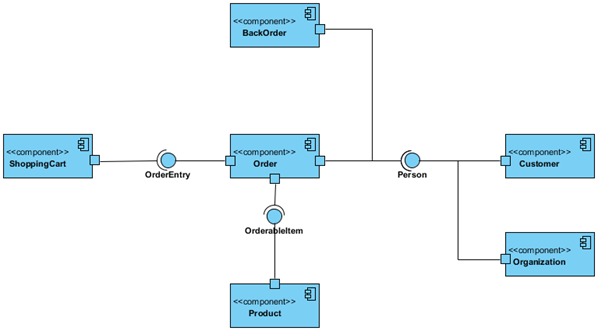 <<component>>
BackOrder
<<component>>
ShoppingCart
OrderEntry
<<component>>
Order
Person
<<component>>
Customer
OrderableItem
<<component>>
Organization
<<component>>
Product